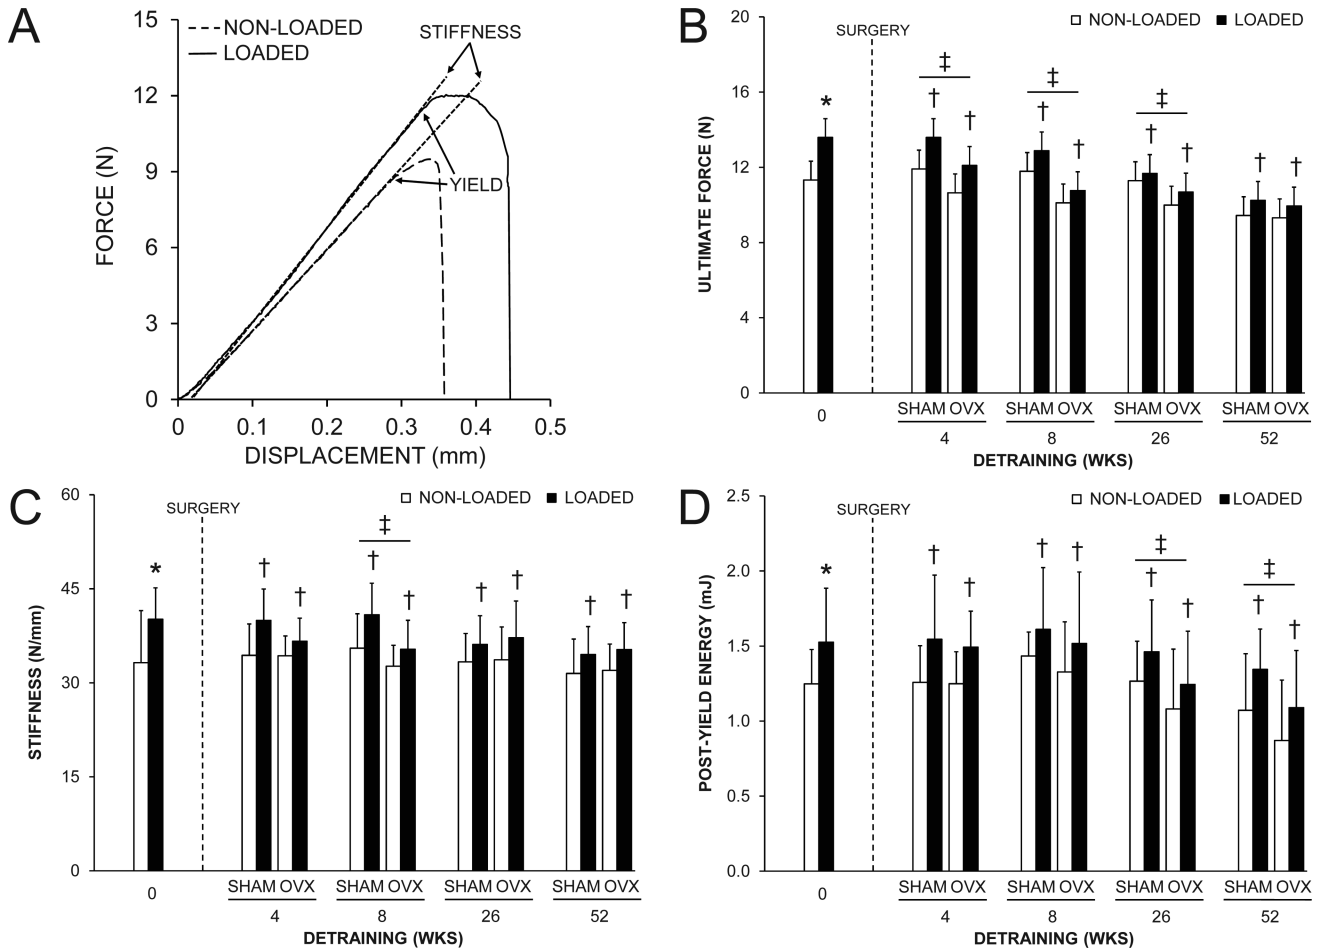 A
15
NON-LOADED
LOADED
STIFFNESS
12
9
YIELD
6
3
0
FORCE (N)
0 0.1 0.2 0.3 0.4 0.5
DISPLACEMENT (mm)
B
20
NON-LOADED LOADED
SURGERY
‡
‡
‡
* † † † † † † † †
16
12
8
4
0
ULTIMATE FORCE (N)
SHAM OVX SHAM OVX SHAM OVX SHAM OVX
0 4 8 26 52
DETRAINING (WKS)
C
60
NON-LOADED LOADED
SURGERY
‡
* † † † † † † † †
45
30
15
0
STIFFNESS (N/mm)
SHAM OVX SHAM OVX SHAM OVX SHAM OVX
0 4 8 26 52
DETRAINING (WKS)
D
2.5
NON-LOADED LOADED
SURGERY
‡
‡
* † † † † † † † †
2.0
1.5
1.0
0.5
0.0
POST-YIELD ENERGY (mJ)
SHAM OVX SHAM OVX SHAM OVX SHAM OVX
0 4 8 26 52
DETRAINING (WKS)